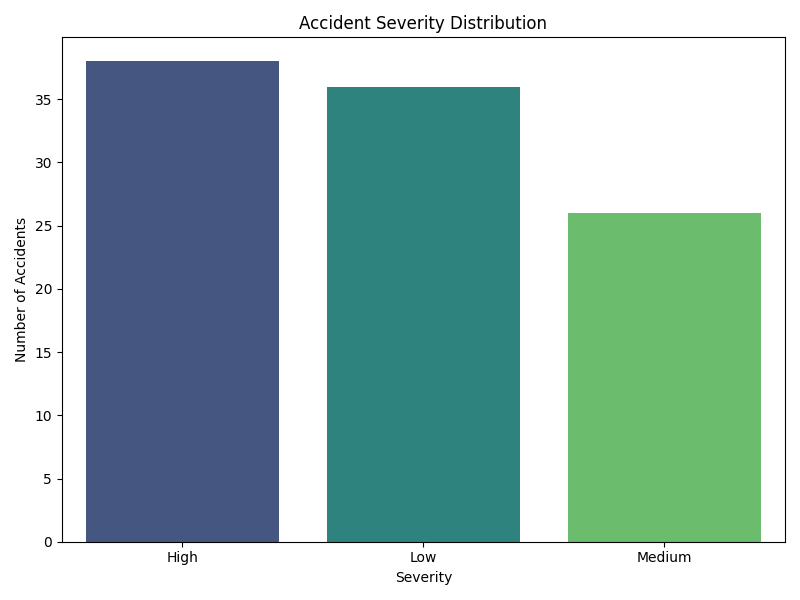 Accident Severity Distribution
Number of Accidents
35
30
25
20
15
10
5
0
High
Low
Medium
Severity